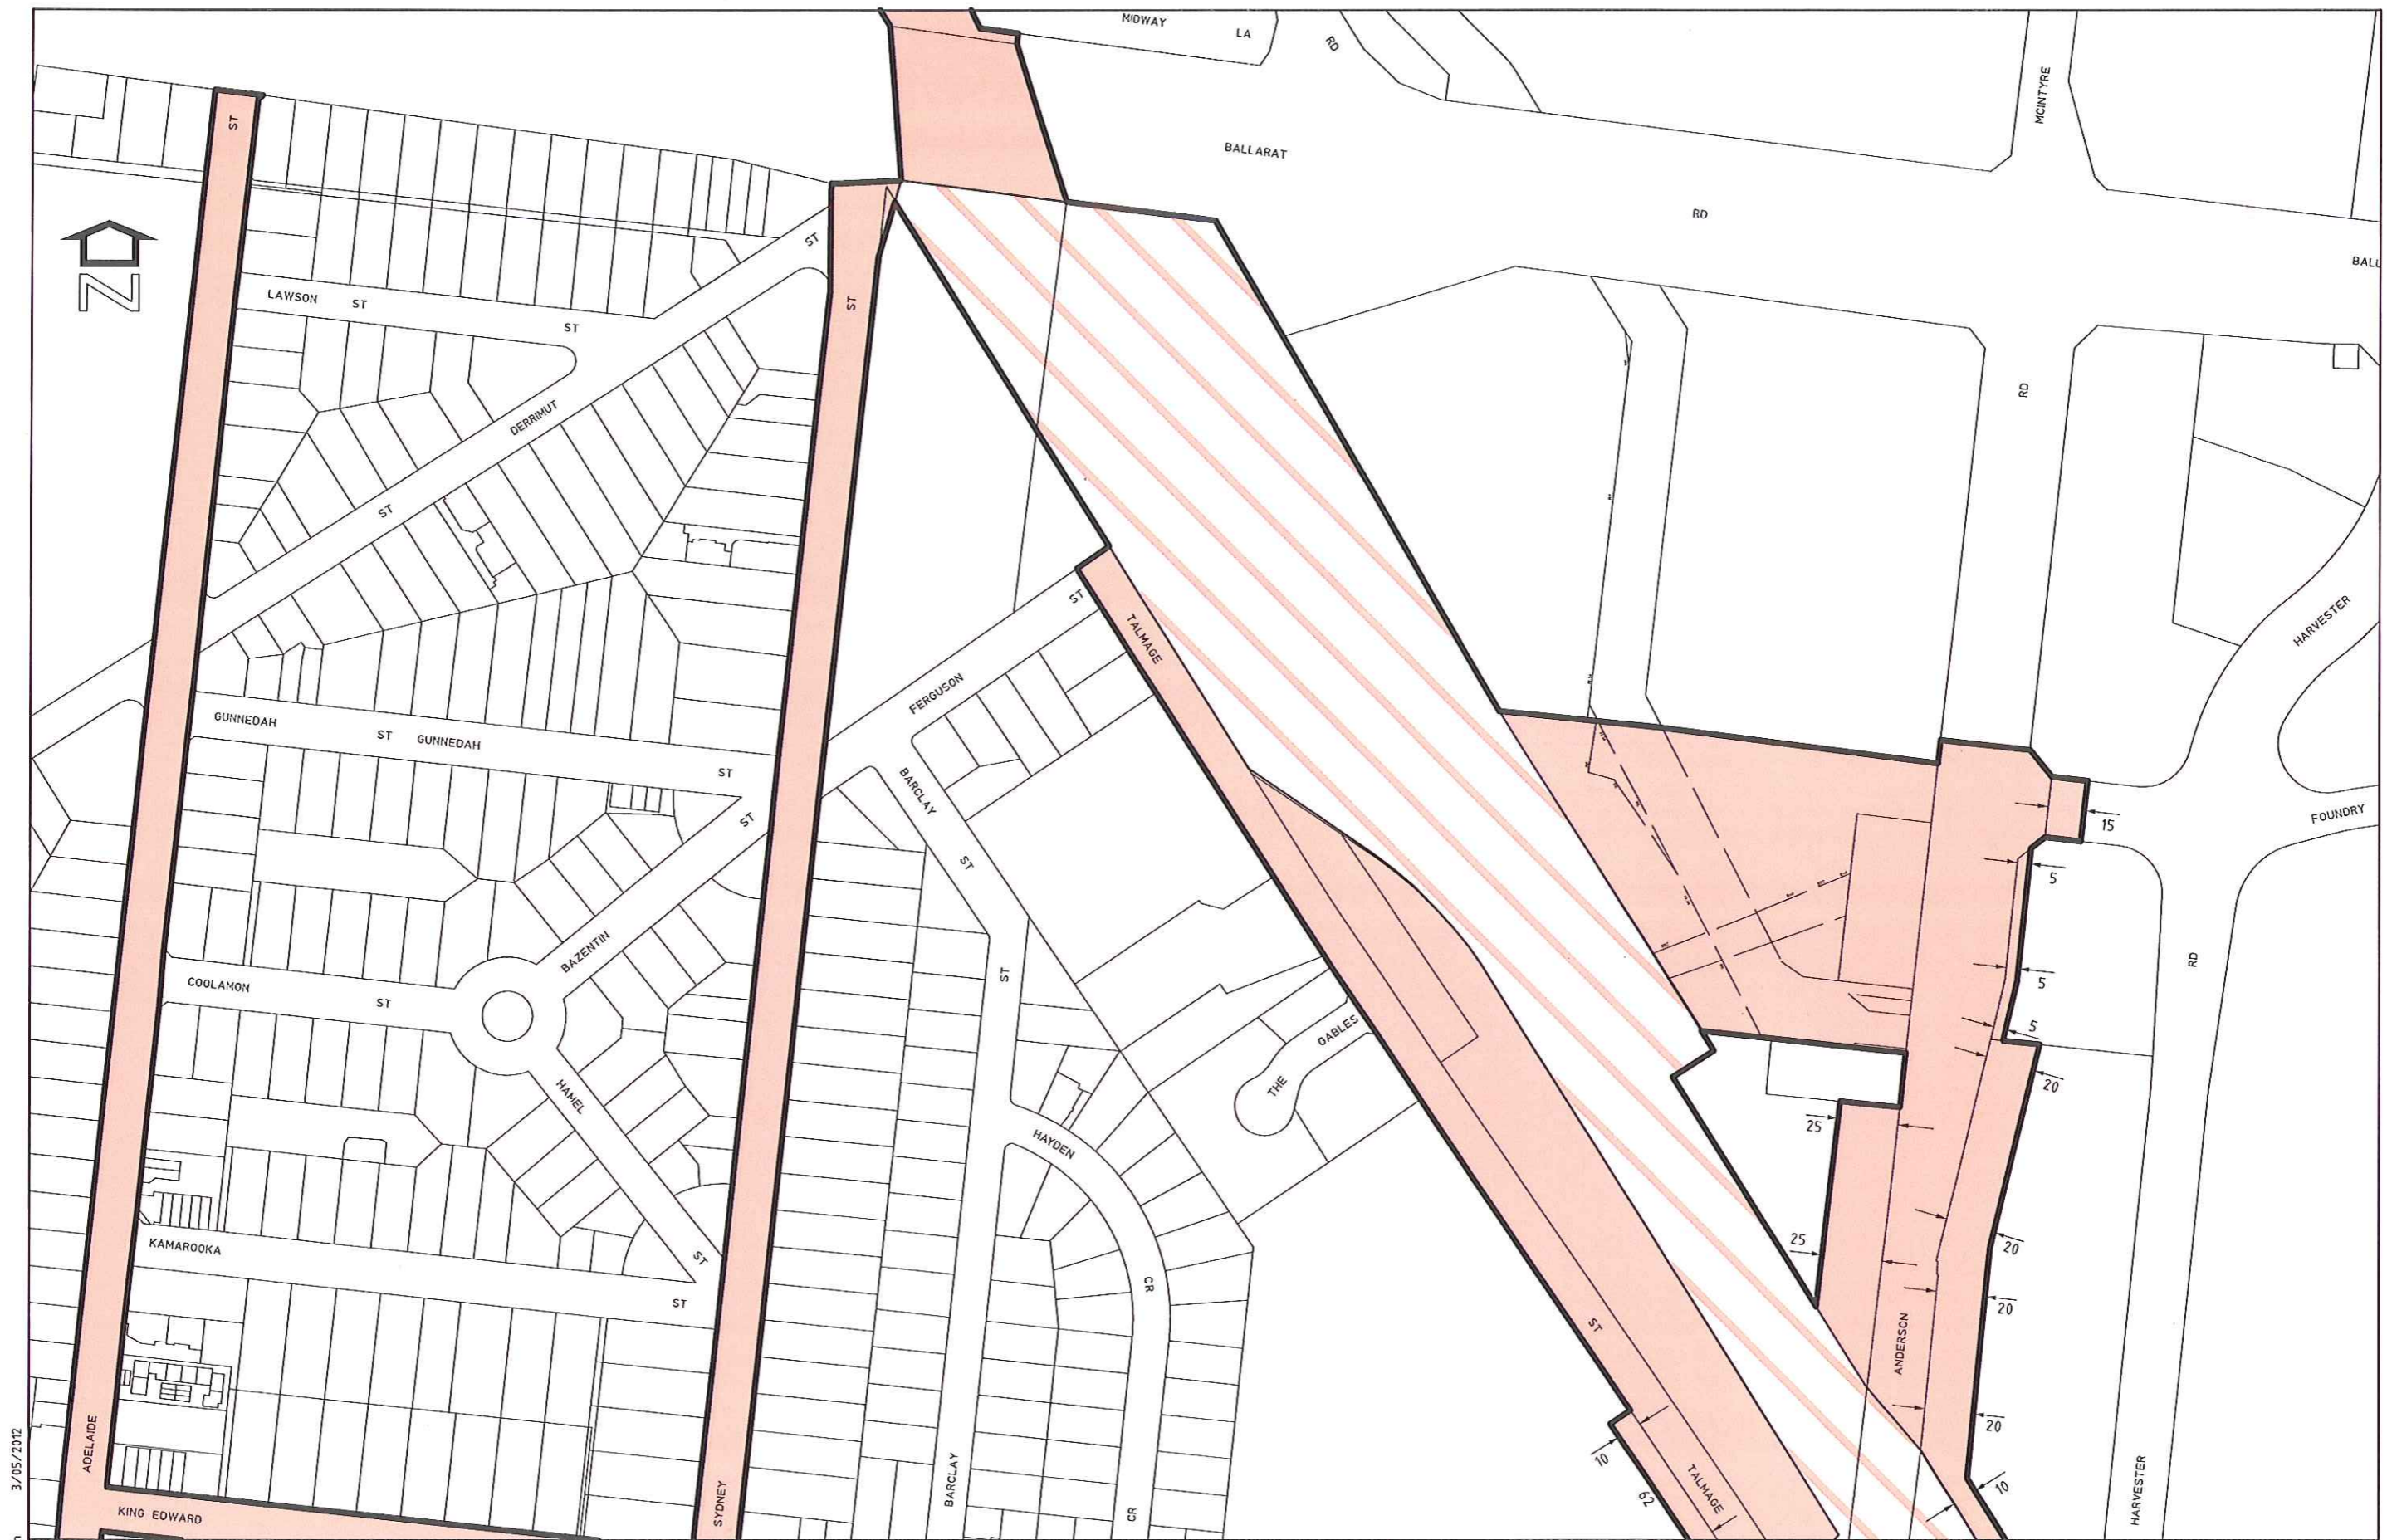 MIDWAY
LA
RD
MCINTYRE
BALLARAT
RD
BALL
RD
ST
N
LAWSON ST
ST
ST
ST
DERRIMUT
ST
TALMAGE
ST
FERGUSON
HARVESTER
GUNNEDAH
ST GUNNEDAH
ST
ST
BARCLAY
ST
ST
FOUNDRY
15
5
5
5
20
RD
BAZENTIN
COOLAMON
ST
HAMEL
HAYDEN
THE
GABLES
25
25
20
20
20
10
KAMAROOKA
ST
ST
CR
ST
ANDERSON
ADELAIDE
KING EDWARD
SYDNEY
BARCLAY
CR
10
62
TALMAGE
HARVESTER
3/05/2012